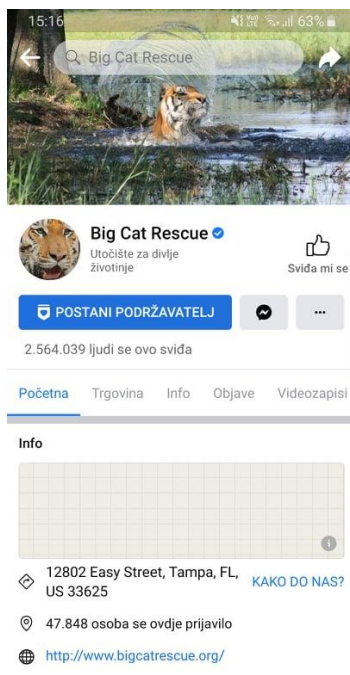 15:16 63%
Big Cat Rescue
Big Cat Rescue
Utočište za divlje
životinje
Sviđa mi se
POSTANI PODRŽAVATELJ
2.564.039 ljudi se ovo sviđa
Početna Trgovina Info Objave Videozapisi
Info
12802 Easy Street, Tampa, FL,
US 33625
KAKO DO NAS?
47.848 osoba se ovdje prijavilo
http://www.bigcatrescue.org/